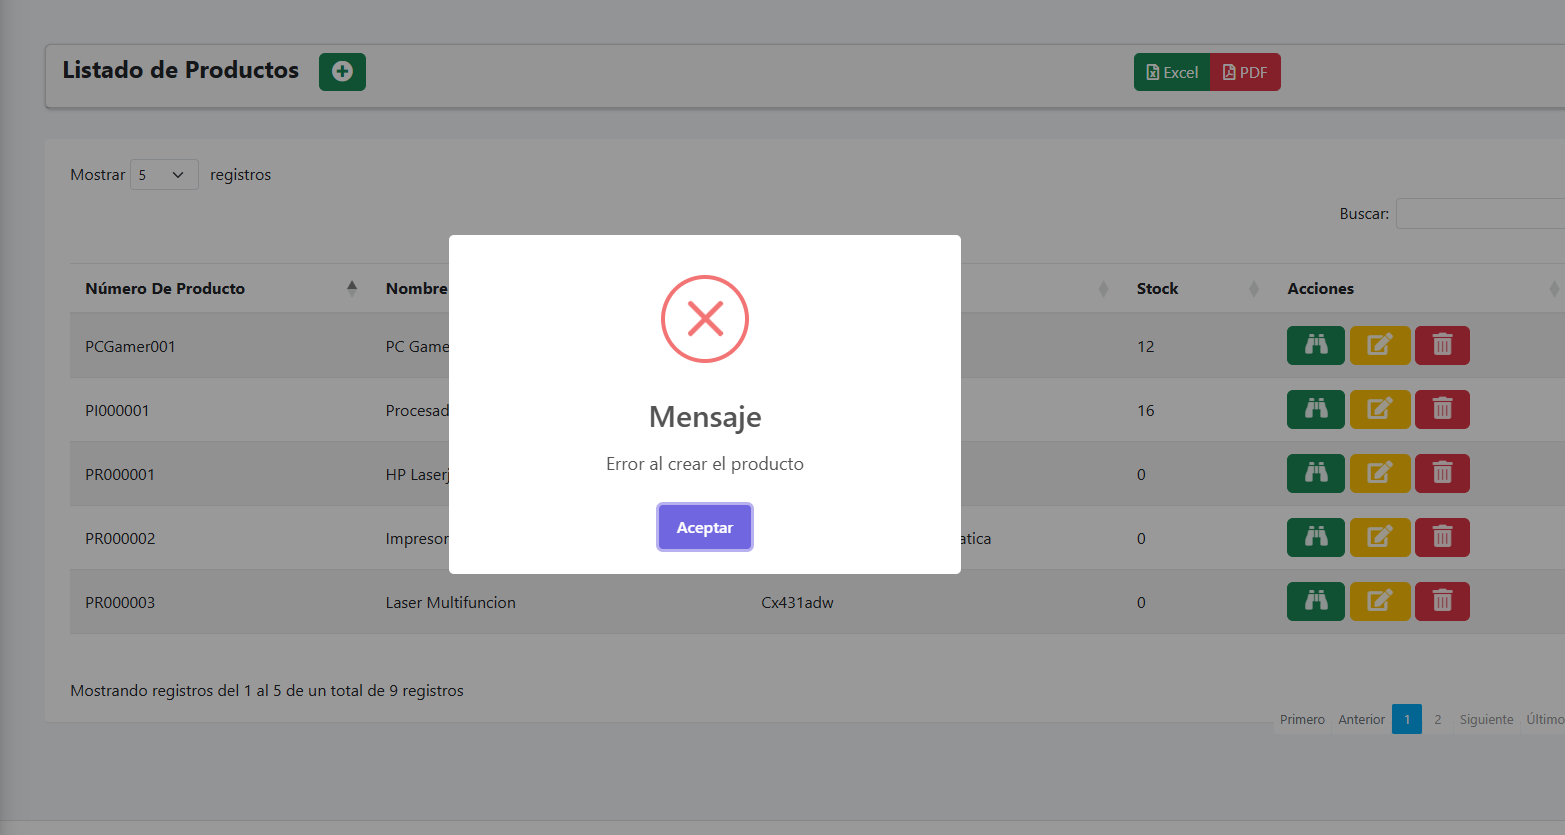 Listado de Productos
Excel PDF
Mostrar 5 registros
Buscar:
Número De Producto Nombre Stock Acciones
PCGamer001 PC Game 12
PI000001 Procesad 16
PR000001 HP Laserj 0
PR000002 Impresor atica 0
PR000003 Laser Multifuncion Cx431adw 0
Mensaje
Error al crear el producto
Aceptar
Mostrando registros del 1 al 5 de un total de 9 registros
Primero Anterior 1 2 Siguiente Último